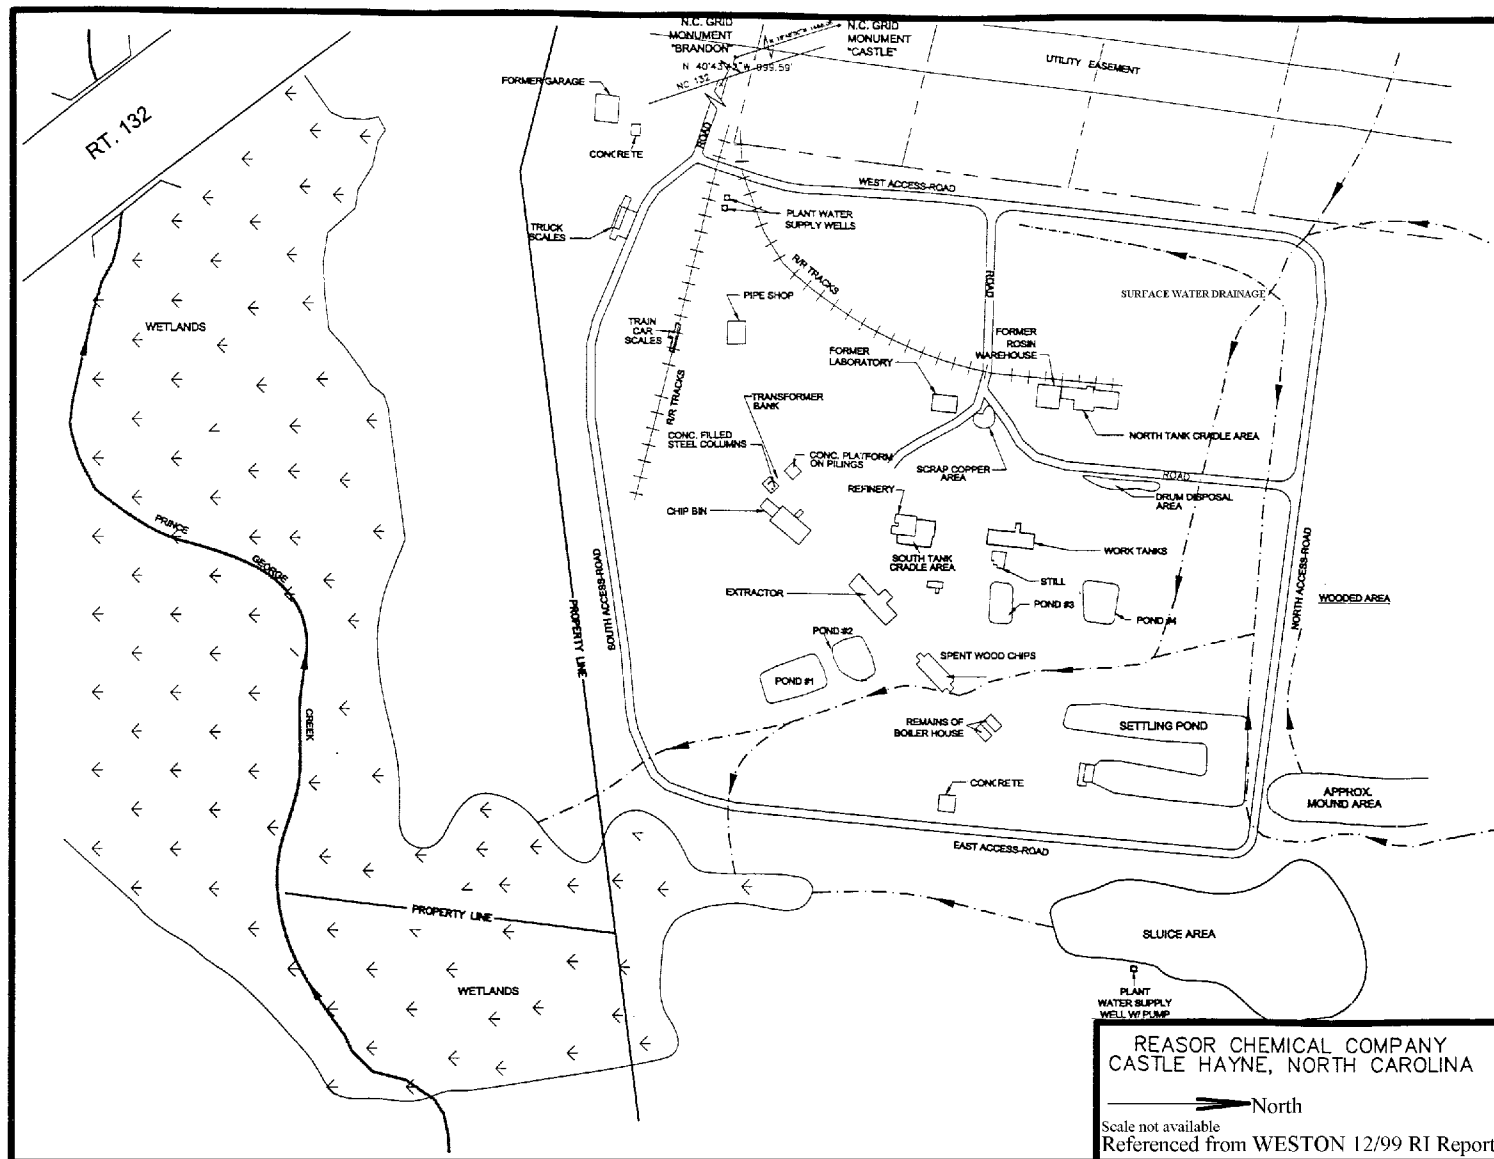 N.C. GRID
MONUMENT
"BRANDON"
N.C. GRID
MONUMENT
"CASTLE"
NC 132
UTILITY EASEMENT
RT. 132
FORMER GARAGE
CONCRETE
ROAD
WEST ACCESS-ROAD
TRUCK
SCALES
PLANT WATER
SUPPLY WELLS
R/R TRACKS
ROAD
SURFACE WATER DRAINAGE
PIPE SHOP
WETLANDS
TRAIN
CAR
SCALES
FORMER
ROSIN
WAREHOUSE
FORMER
LABORATORY
R/R TRACKS
TRANSFORMER
BANK
CONC. FILLED
STEEL COLUMNS
NORTH TANK CRADLE AREA
CONC. PLATFORM
ON PILINGS
SCRAP COPPER
AREA
ROAD
REFINERY
DRUM DISPOSAL
AREA
CHIP BIN
PRINCE
GEORGE
CREEK
SOUTH TANK
CRADLE AREA
WORK TANKS
STILL
SOUTH ACCESS-ROAD
PROPERTY LINE
NORTH ACCESS-ROAD
WOODED AREA
EXTRACTOR
POND #3
POND #4
POND #2
SPENT WOOD CHIPS
POND #1
REMAINS OF
BOILER HOUSE
SETTLING POND
CONCRETE
APPROX.
MOUND AREA
EAST ACCESS-ROAD
PROPERTY LINE
SLUICE AREA
WETLANDS
PLANT
WATER SUPPLY
WELL W/ PUMP
REASOR CHEMICAL COMPANY
CASTLE HAYNE, NORTH CAROLINA
North
Scale not available
Referenced from WESTON 12/99 RI Report